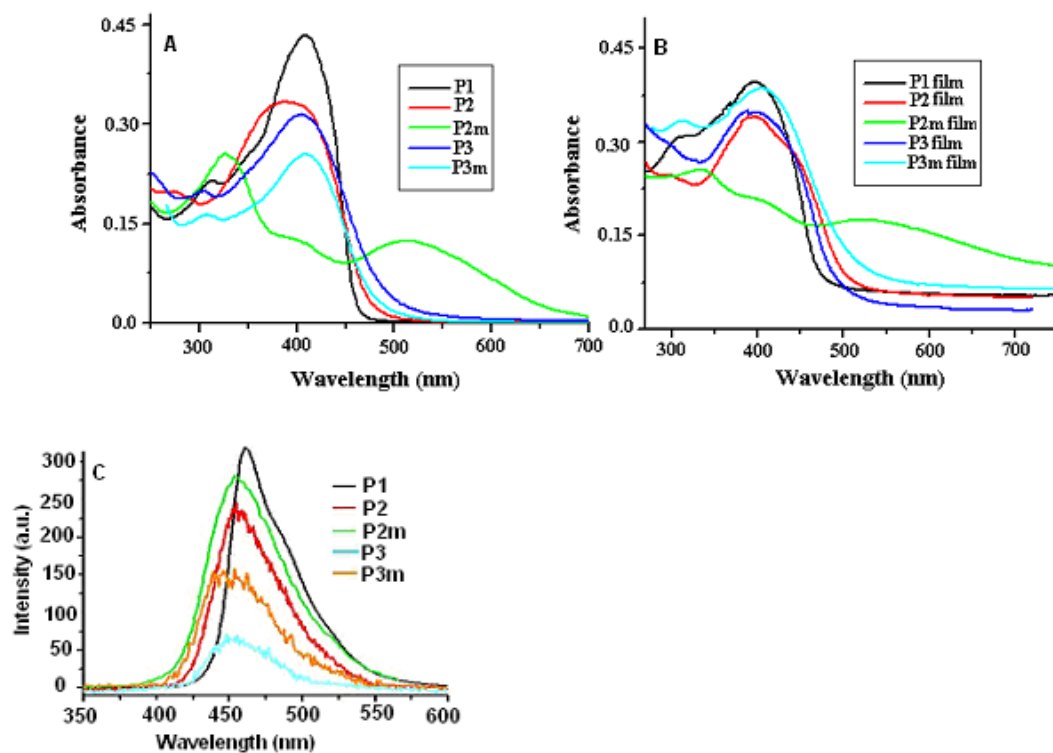 A
Absorbance
0.45
0.30
0.15
0.0
300 400 500 600 700
Wavelength (nm)
P1
P2
P2m
P3
P3m
B
Absorbance
0.45
0.30
0.15
0.0
300 400 500 600 700
Wavelength (nm)
P1 film
P2 film
P2m film
P3 film
P3m film
C
Intensity (a.u.)
300
250
200
150
100
50
0
350 400 450 500 550 600
Wavelength (nm)
P1
P2
P2m
P3
P3m